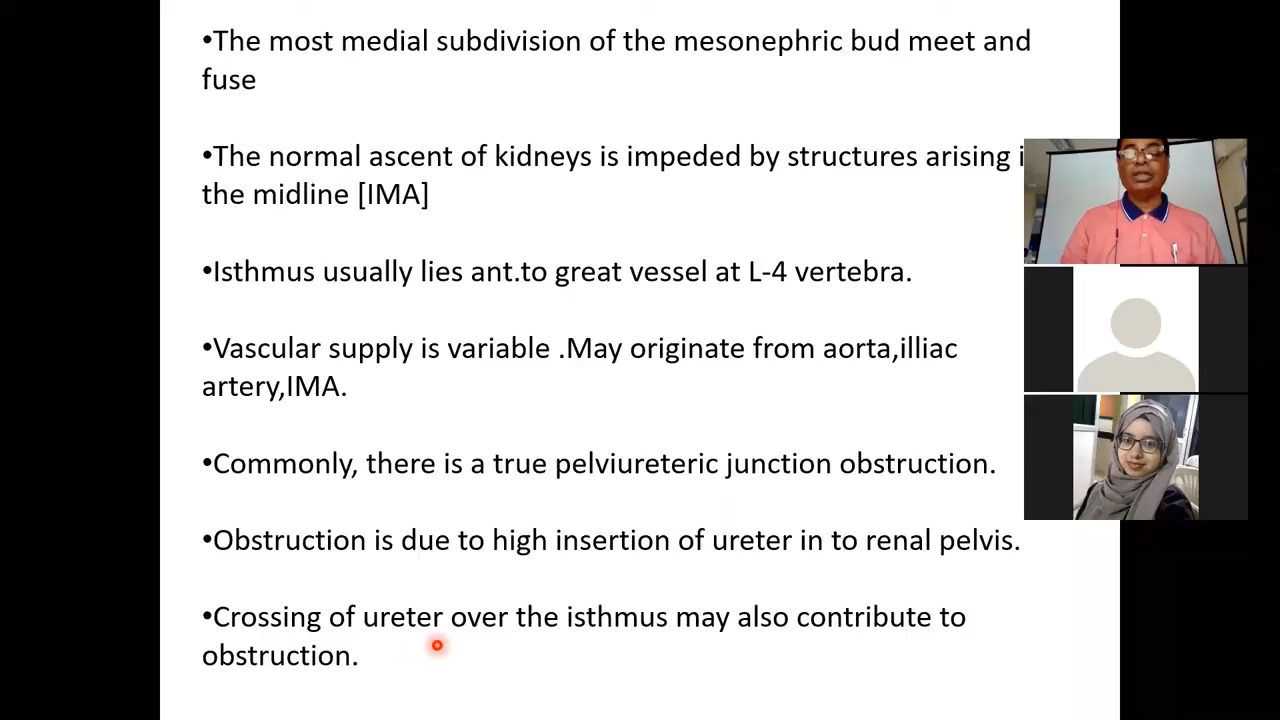 •The most medial subdivision of the mesonephric bud meet and
fuse
•The normal ascent of kidneys is impeded by structures arising
the midline [IMA]
•Isthmus usually lies ant.to great vessel at L-4 vertebra.
•Vascular supply is variable .May originate from aorta,illiac
artery,IMA.
•Commonly, there is a true pelviureteric junction obstruction.
•Obstruction is due to high insertion of ureter in to renal pelvis.
•Crossing of ureter over the isthmus may also contribute to
obstruction.